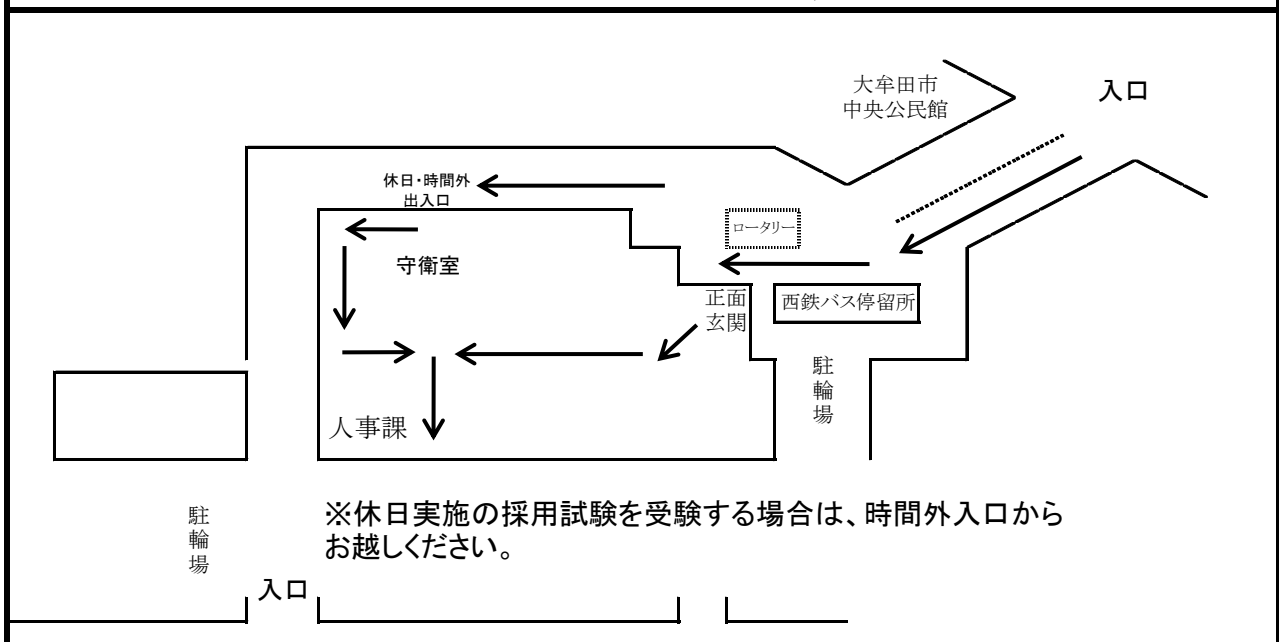 大牟田市
中央公民館
入口
休日・時間外
出入口
ロータリー
守衛室
正面
玄関
西鉄バス停留所
駐輪場
人事課
※休日実施の採用試験を受験する場合は、時間外入口から
お越しください。
駐輪場
入口